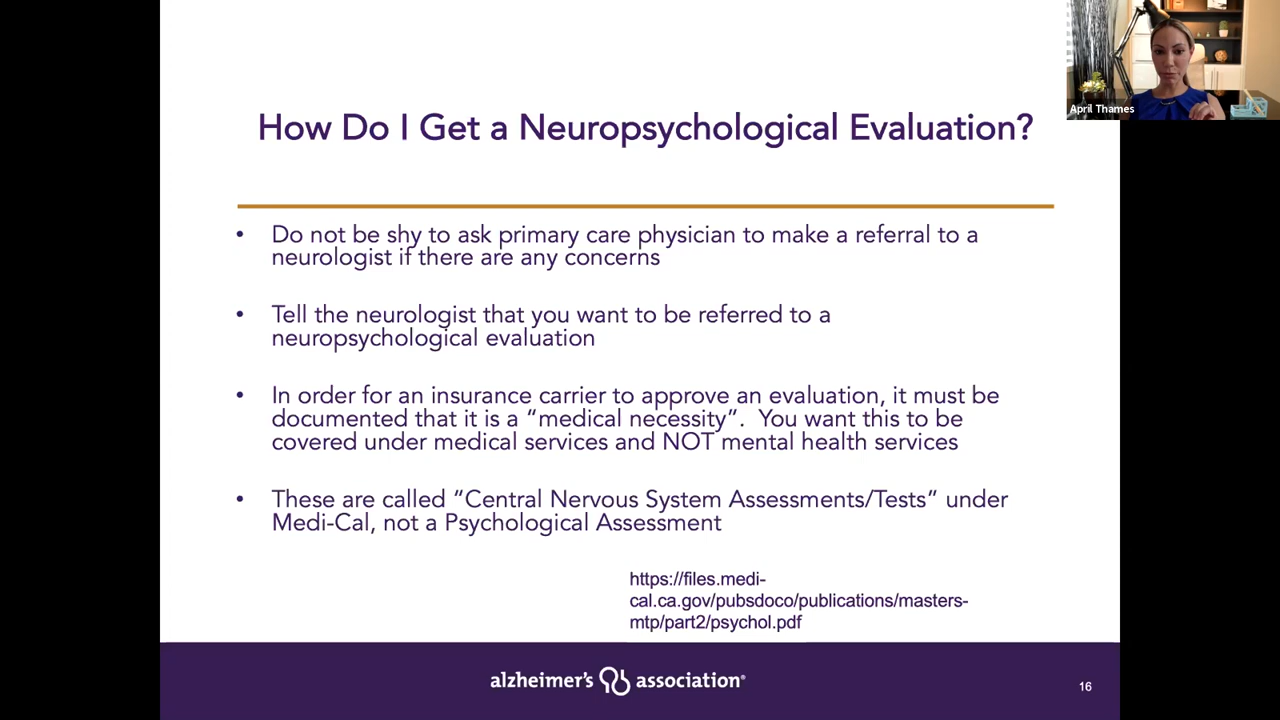 April Thames
How Do I Get a Neuropsychological Evaluation?
• Do not be shy to ask primary care physician to make a referral to a
neurologist if there are any concerns
• Tell the neurologist that you want to be referred to a
neuropsychological evaluation
• In order for an insurance carrier to approve an evaluation, it must be
documented that it is a “medical necessity”. You want this to be
covered under medical services and NOT mental health services
• These are called “Central Nervous System Assessments/Tests” under
Medi-Cal, not a Psychological Assessment
https://files.medi-
cal.ca.gov/pubsdoco/publications/masters-
mtp/part2/psychol.pdf
alzheimer's association®
16